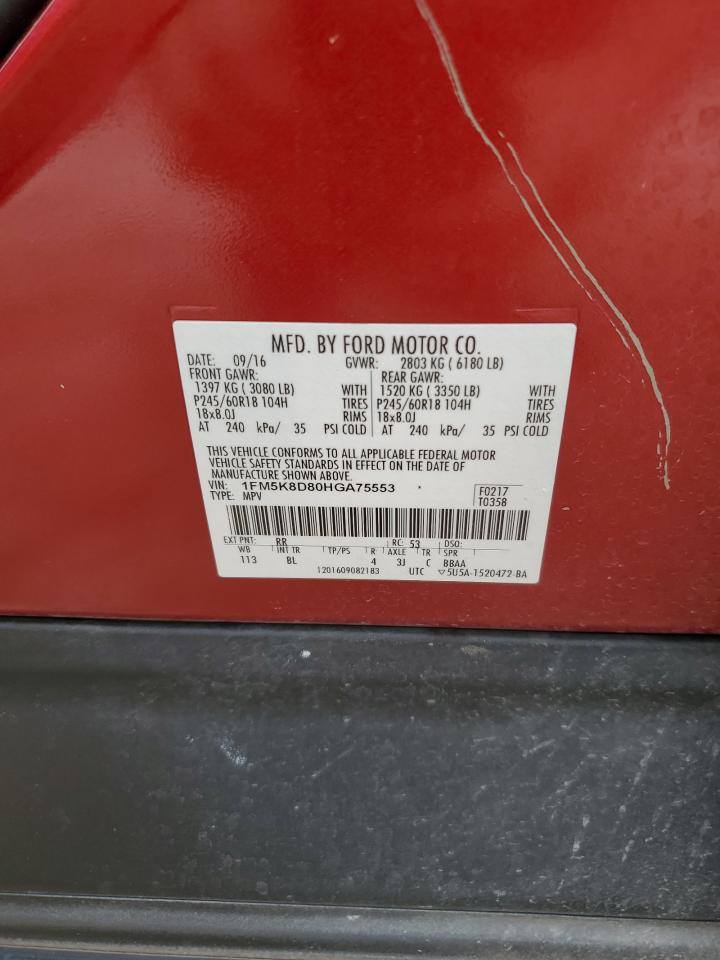 MFD. BY FORD MOTOR CO.
DATE: 09/16 GVWR: 2803 KG ( 6180 LB)
FRONT GAWR: REAR GAWR:
1397 KG ( 3080 LB) WITH 1520 KG ( 3350 LB) WITH
P245/60R18 104H TIRES P245/60R18 104H TIRES
18x8.0J RIMS 18x8.0J RIMS
AT 240 kPa/ 35 PSI COLD AT 240 kPa/ 35 PSI COLD
THIS VEHICLE CONFORMS TO ALL APPLICABLE FEDERAL MOTOR
VEHICLE SAFETY STANDARDS IN EFFECT ON THE DATE OF
MANUFACTURE SHOWN ABOVE.
VIN: 1FM5K8D80HGA75553 F0217
TYPE: MPV T0358
EXT PNT: RR RC: 53 DSO:
WB INT TR TP/PS R AXLE TR SPR
113 BL 4 3J C BBAA
1201609082183 UTC ▽5U5A-1520472-BA